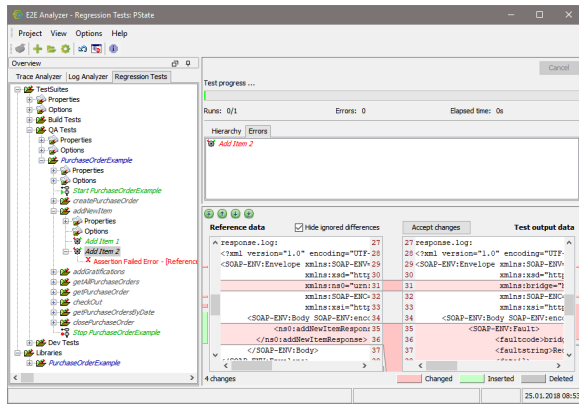 E2E Analyzer - Regression Tests: PState
Project View Options Help
Overview
Trace Analyzer Log Analyzer Regression Tests
TestSuites
Properties
Options
Build Tests
QA Tests
Properties
Options
PurchaseOrderExample
Properties
Options
Start PurchaseOrderExample
createPurchaseOrder
addNewItem
Properties
Options
Add Item 1
Add Item 2
Assertion Failed Error - [Referenc
addGratifications
getAllPurchaseOrders
getPurchaseOrder
checkOut
getPurchaseOrdersByDate
closePurchaseOrder
Stop PurchaseOrderExample
Dev Tests
Libraries
PurchaseOrderExample
Cancel
Test progress ...
Runs: 0/1 Errors: 0 Elapsed time: 0s
Hierarchy Errors
Add Item 2
Reference data Hide ignored differences Accept changes Test output data
response.log: 27 27 response.log:
<?xml version="1.0" encoding="UTF- 28 28 <?xml version="1.0" encoding="UTF-
<SOAP-ENV:Envelope xmlns:SOAP-ENV= 29 29 <SOAP-ENV:Envelope xmlns:SOAP-ENV=
xmlns:xsd="http 30 30 xmlns:xsd="http
xmlns:ns0="urn: 31 31 xmlns:bridge="h
xmlns:SOAP-ENC= 32 32 xmlns:SOAP-ENC=
xmlns:xsi="http 33 33 xmlns:xsi="http
<SOAP-ENV:Body SOAP-ENV:enco 34 34 <SOAP-ENV:Body SOAP-ENV:enco
<ns0:addNewItemRespon 35 35 <SOAP-ENV:Fault>
</ns0:addNewItemResponse> 36 36 <faultcode>bridg
</SOAP-ENV:Body> 37 37 <faultstring>Rec
4 changes Changed Inserted Deleted
25.01.2018 08:53